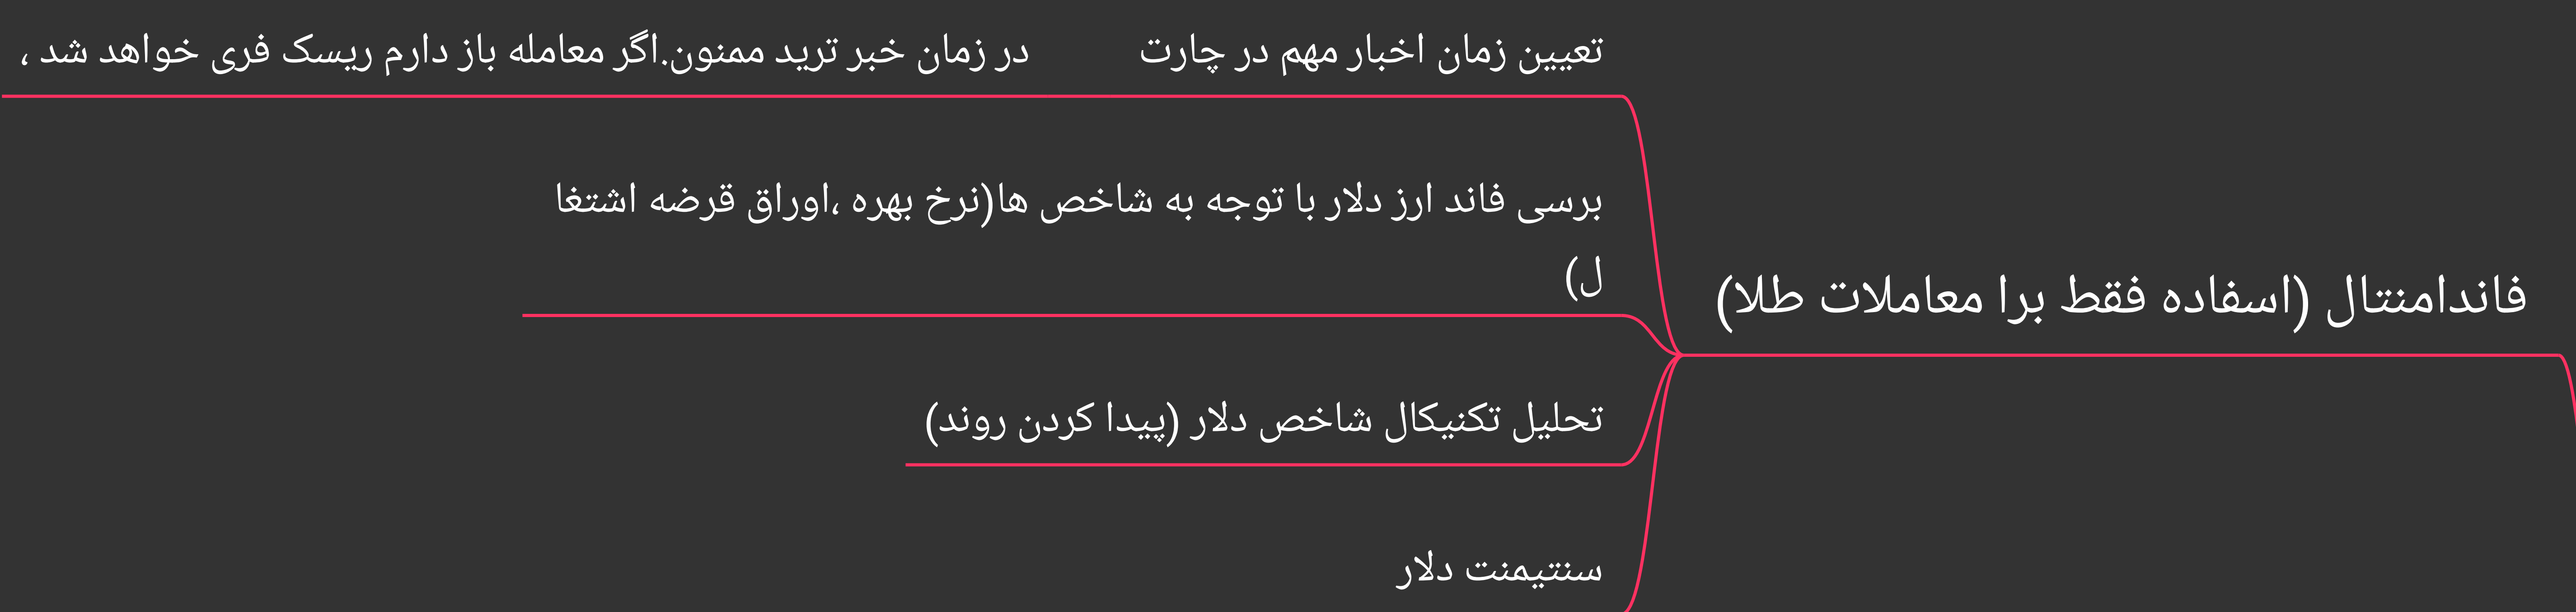 تعیین زمان اخبار مهم در چارت
در زمان خبر ترید ممنون.اگر معامله باز دارم ریسک فری خواهد شد ،
برسی فاند ارز دلار با توجه به شاخص ها(نرخ بهره ،اوراق قرضه اشتغا
ل)
فاندامنتال (اسفاده فقط برا معاملات طلا)
تحلیل تکنیکال شاخص دلار (پیدا کردن روند)
سنتیمنت دلار